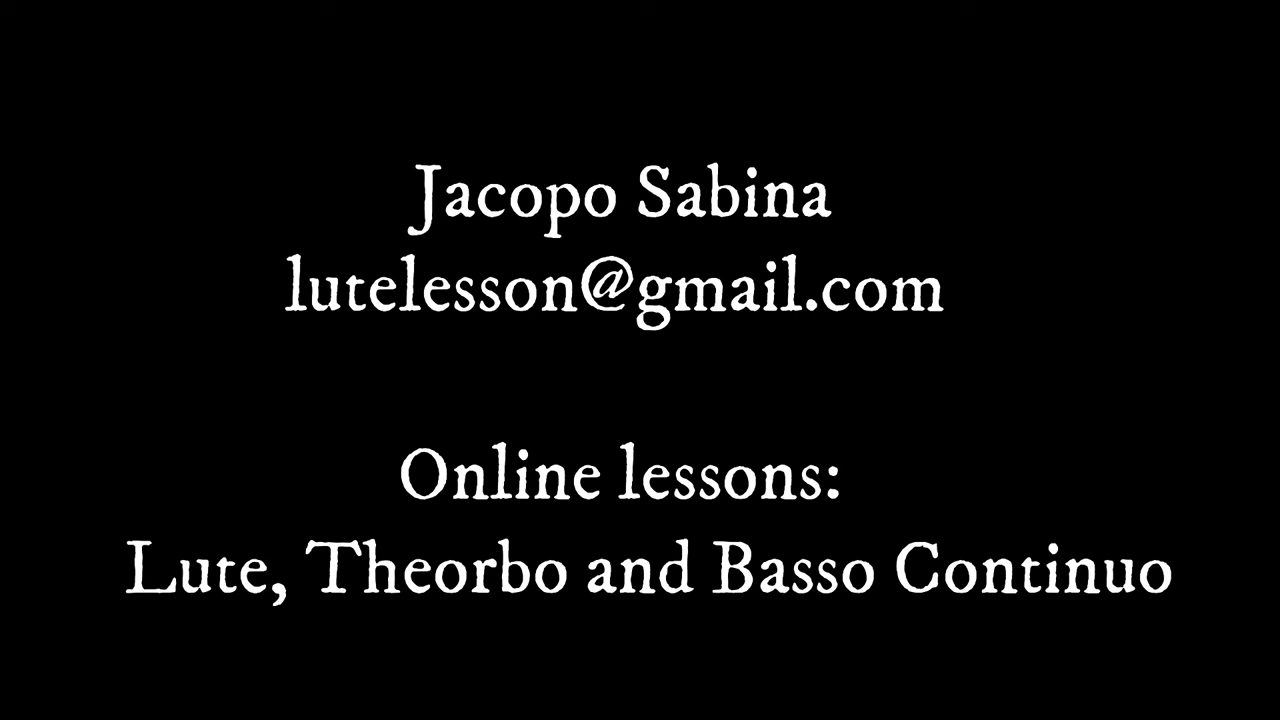 Jacopo Sabina
lutelesson@gmail.com
Online lessons:
Lute, Theorbo and Basso Continuo